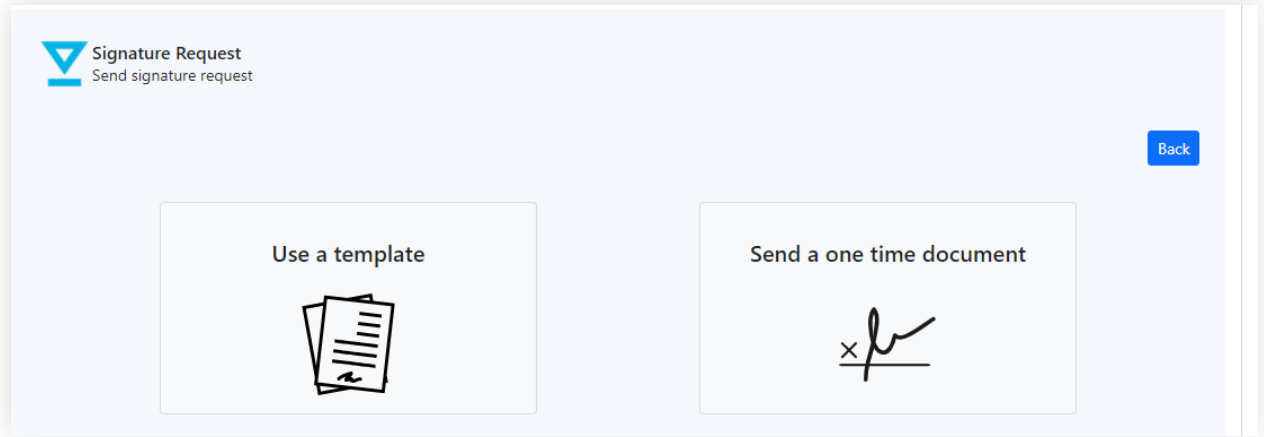 Signature Request
Send signature request
Back
Use a template
Send a one time document